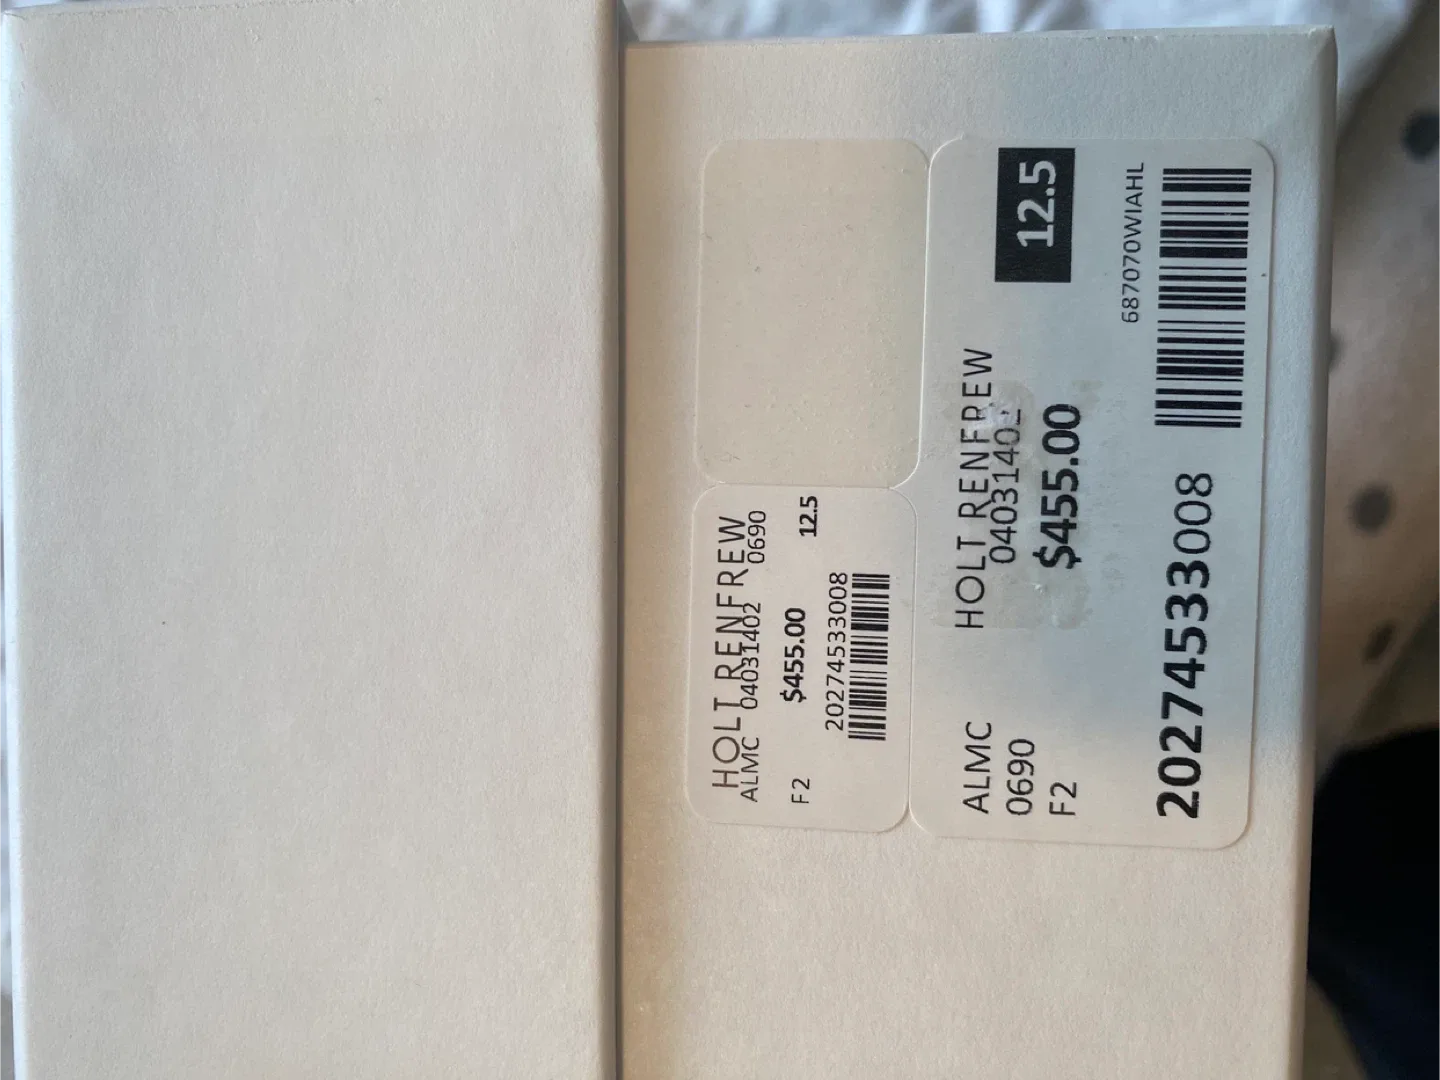 HOLT RENFREW
ALMC 04031402 0690
F2 $455.00 12.5
20274533008
12.5
HOLT RENFREW
ALMC 04031402
0690
F2 $455.00
687070WIAHL
20274533008